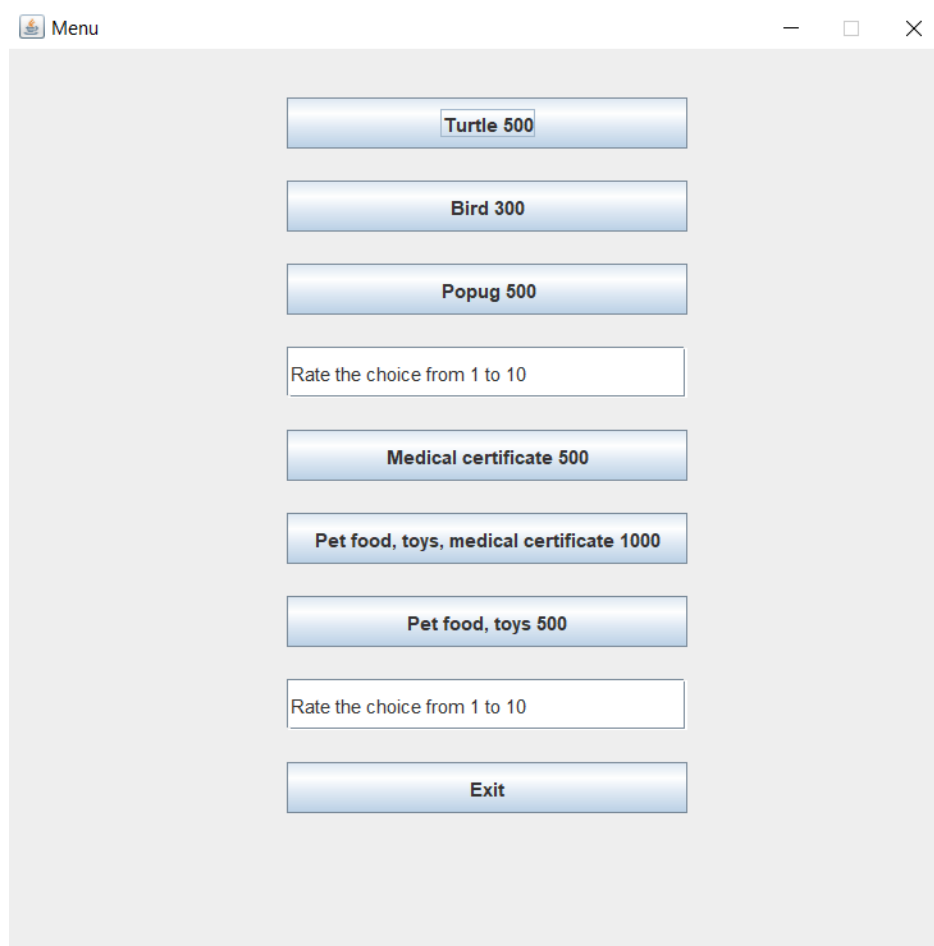 Menu
Turtle 500
Bird 300
Popug 500
Rate the choice from 1 to 10
Medical certificate 500
Pet food, toys, medical certificate 1000
Pet food, toys 500
Rate the choice from 1 to 10
Exit